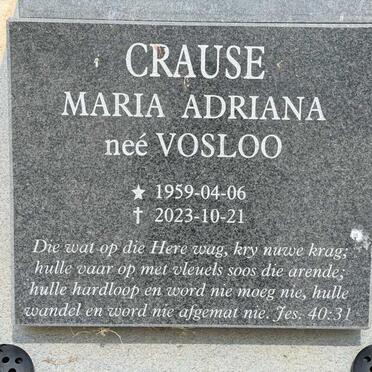 CRAUSE
MARIA ADRIANA
neé VOSLOO
★ 1959-04-06
† 2023-10-21
Die wat op die Here wag, kry nuwe krag;
hulle vaar op met vleuels soos die arende;
hulle hardloop en word nie moeg nie, hulle
wandel en word nie afgemat nie. Jes. 40:31